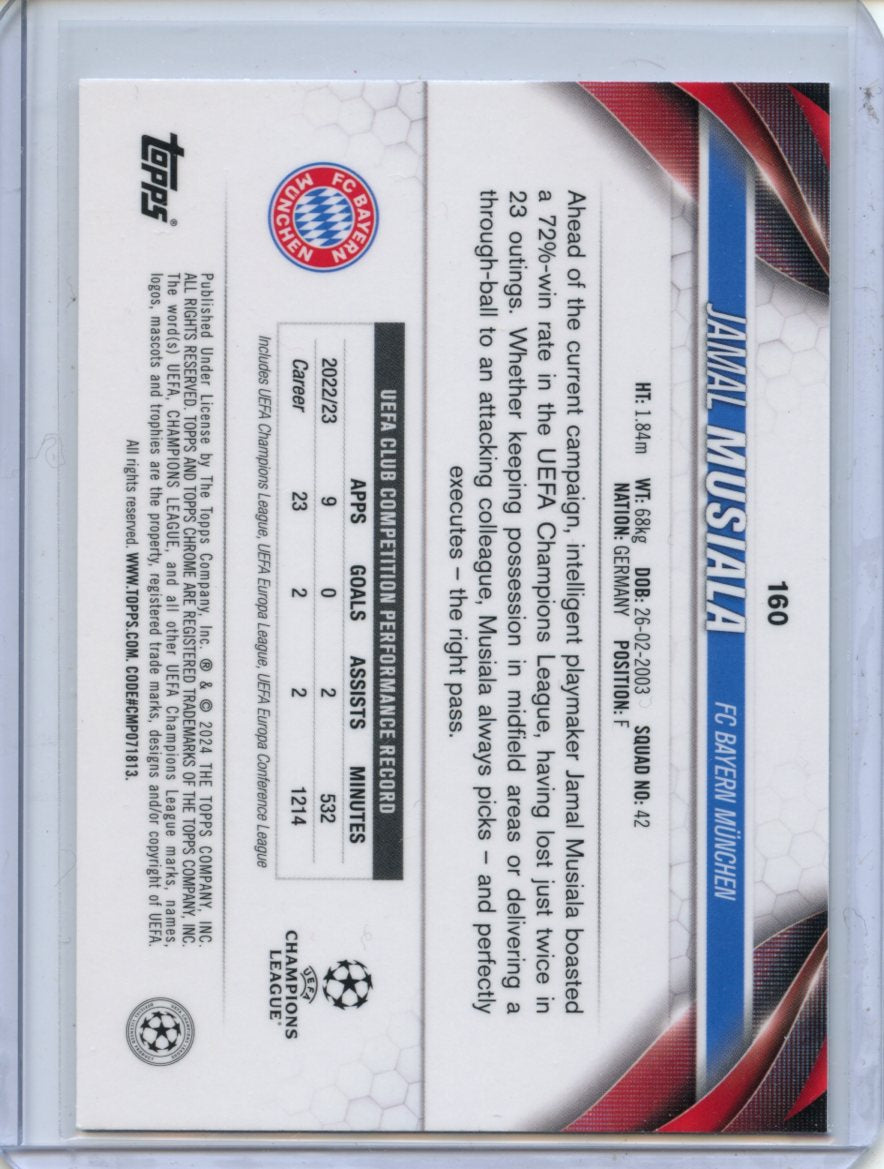 160
JAMAL MUSIALA FC BAYERN MÜNCHEN
HT: 1.84m WT: 68kg DOB: 26-02-2003 SQUAD NO: 42
NATION: GERMANY POSITION: F
Ahead of the current campaign, intelligent playmaker Jamal Musiala boasted
a 72%-win rate in the UEFA Champions League, having lost just twice in
23 outings. Whether keeping possession in midfield areas or delivering a
through-ball to an attacking colleague, Musiala always picks – and perfectly
executes – the right pass.
FC BAYERN
MÜNCHEN
UEFA CLUB COMPETITION PERFORMANCE RECORD
APPS GOALS ASSISTS MINUTES
2022/23 9 0 2 532
Career 23 2 2 1214
Includes UEFA Champions League, UEFA Europa League, UEFA Europa Conference League
UEFA
CHAMPIONS
LEAGUE®
topps®
Published Under License by The Topps Company, Inc. ® & © 2024 THE TOPPS COMPANY, INC.
ALL RIGHTS RESERVED. TOPPS AND TOPPS CHROME ARE REGISTERED TRADEMARKS OF THE TOPPS COMPANY, INC.
The word(s) UEFA, CHAMPIONS LEAGUE, and all other UEFA Champions League marks, names,
logos, mascots and trophies are the property, registered trade marks, designs and/or copyright of UEFA.
All rights reserved. WWW.TOPPS.COM. CODE#CMP071813.